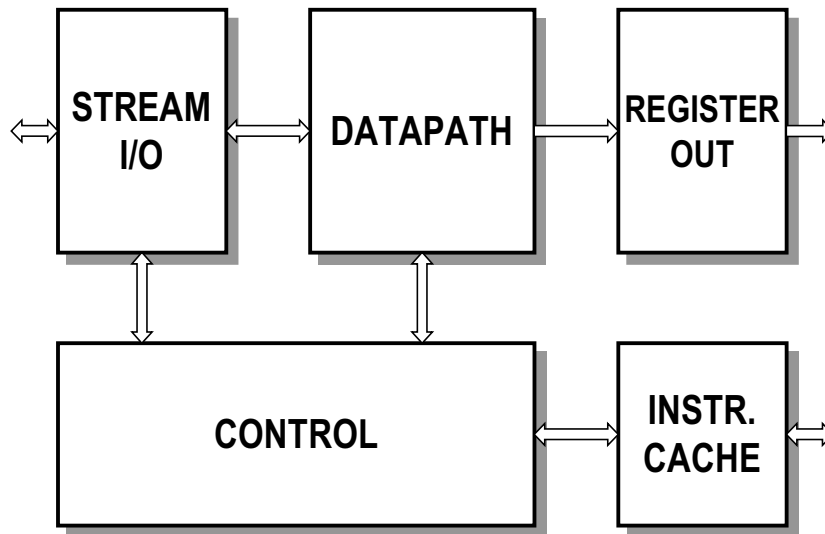 STREAM
I/O
DATAPATH
REGISTER
OUT
CONTROL
INSTR.
CACHE